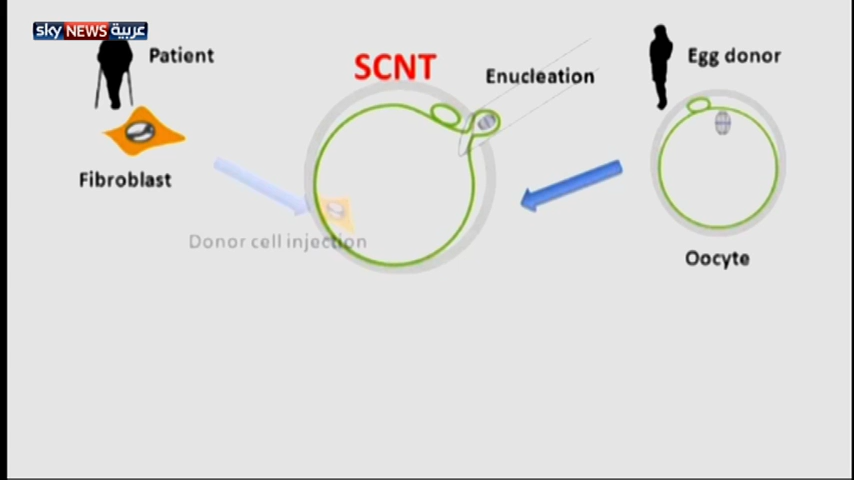 sky NEWS عربية
Patient
SCNT
Enucleation
Egg donor
Fibroblast
Donor cell injection
Oocyte